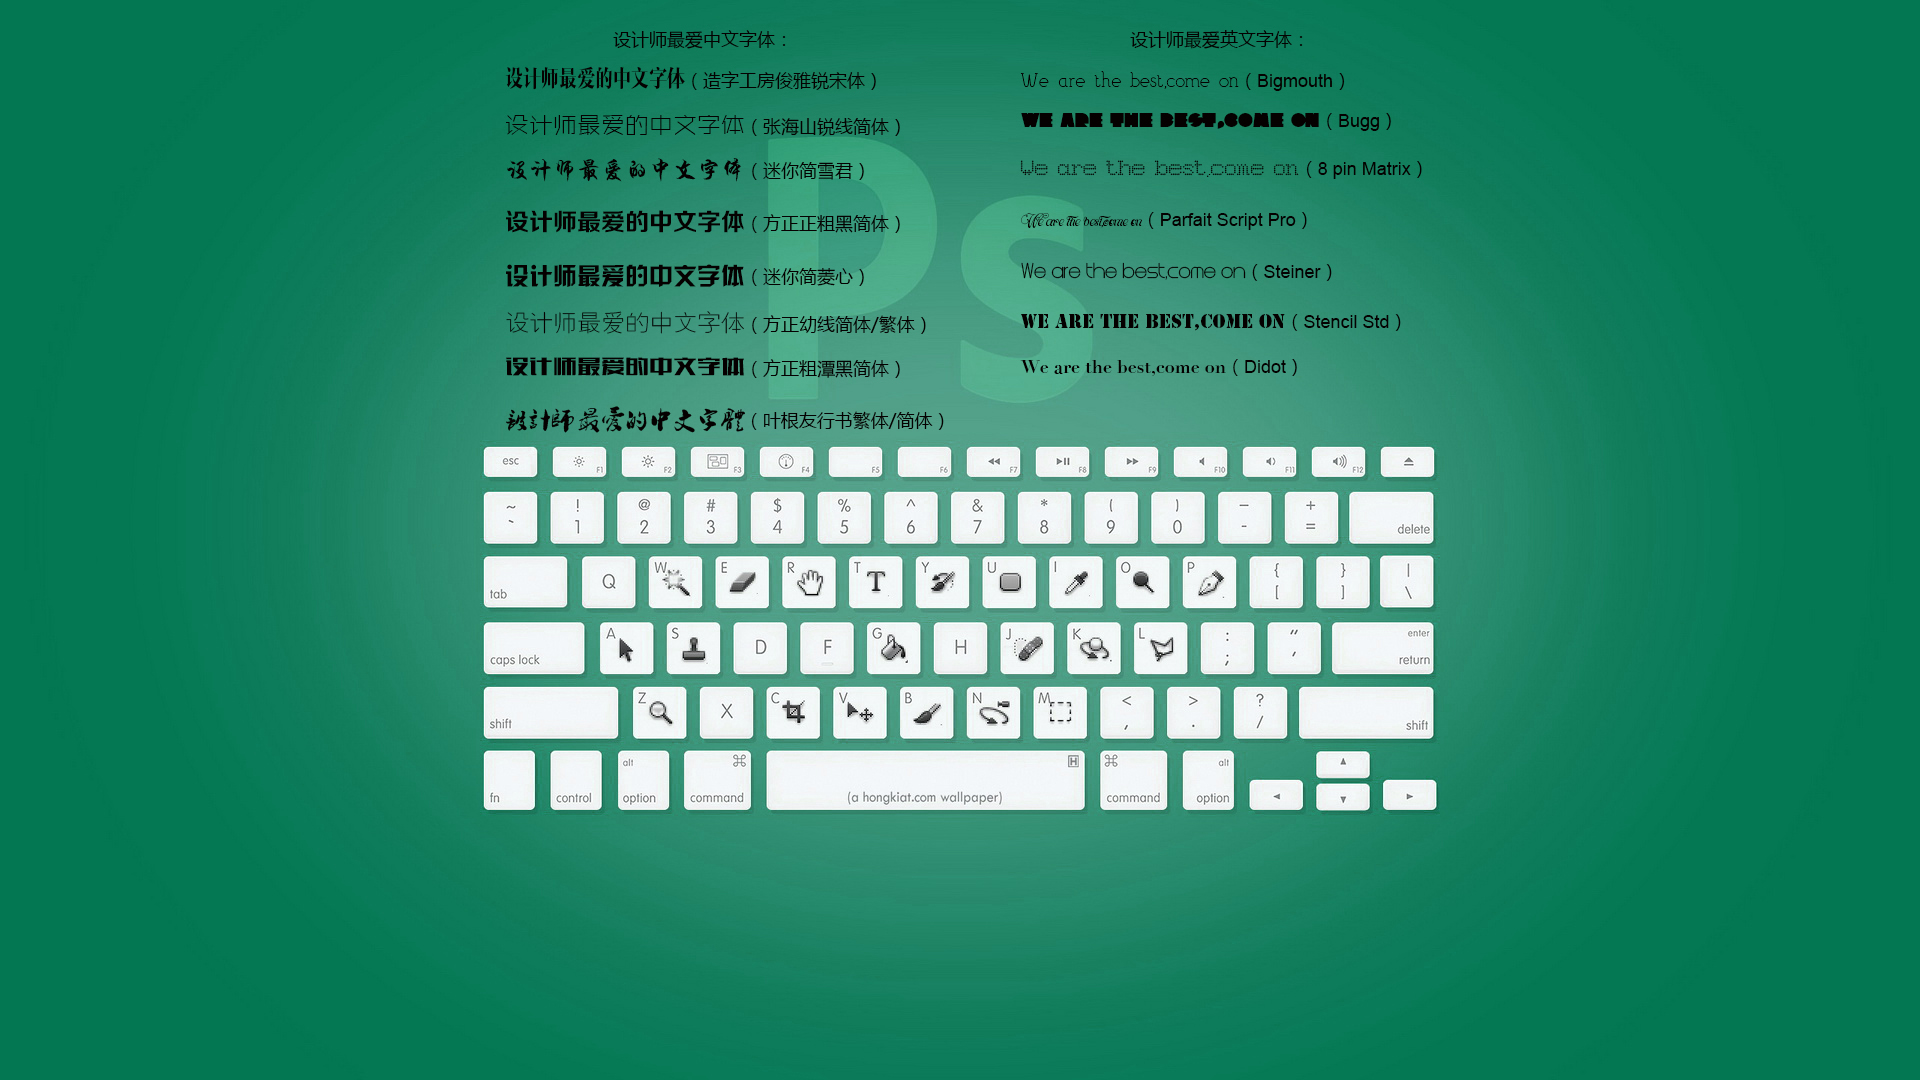 设计师最爱中文字体：
设计师最爱的中文字体（造字工房俊雅锐宋体）
设计师最爱的中文字体（张海山锐线简体）
设计师最爱的中文字体（迷你简雪君）
设计师最爱的中文字体（方正正粗黑简体）
设计师最爱的中文字体（迷你简菱心）
设计师最爱的中文字体（方正幼线简体/繁体）
设计师最爱的中文字体（方正粗潭黑简体）
設計師最爱的中文字體（叶根友行书繁体/简体）
设计师最爱英文字体：
We are the best,come on（Bigmouth）
WE ARE THE BEST,COME ON（Bugg）
We are the best,come on（8 pin Matrix）
We are the best,come on（Parfait Script Pro）
We are the best,come on（Steiner）
WE ARE THE BEST,COME ON（Stencil Std）
We are the best,come on（Didot）
Ps
esc F1 F2 F3 F4 F5 F6 F7 F8 F9 F10 F11 F12
~ ! @ # $ % ^ & * ( ) – +
` 1 2 3 4 5 6 7 8 9 0 - = delete
tab Q W E R T T Y U I O P { [ } ] | \
caps lock A S D F G H J K L : ; " ' enter return
shift Z X C V B N M < , > . ? / shift
fn control alt option ⌘ command (a hongkiat.com wallpaper) H ⌘ command alt option ◄ ▲ ▼ ►